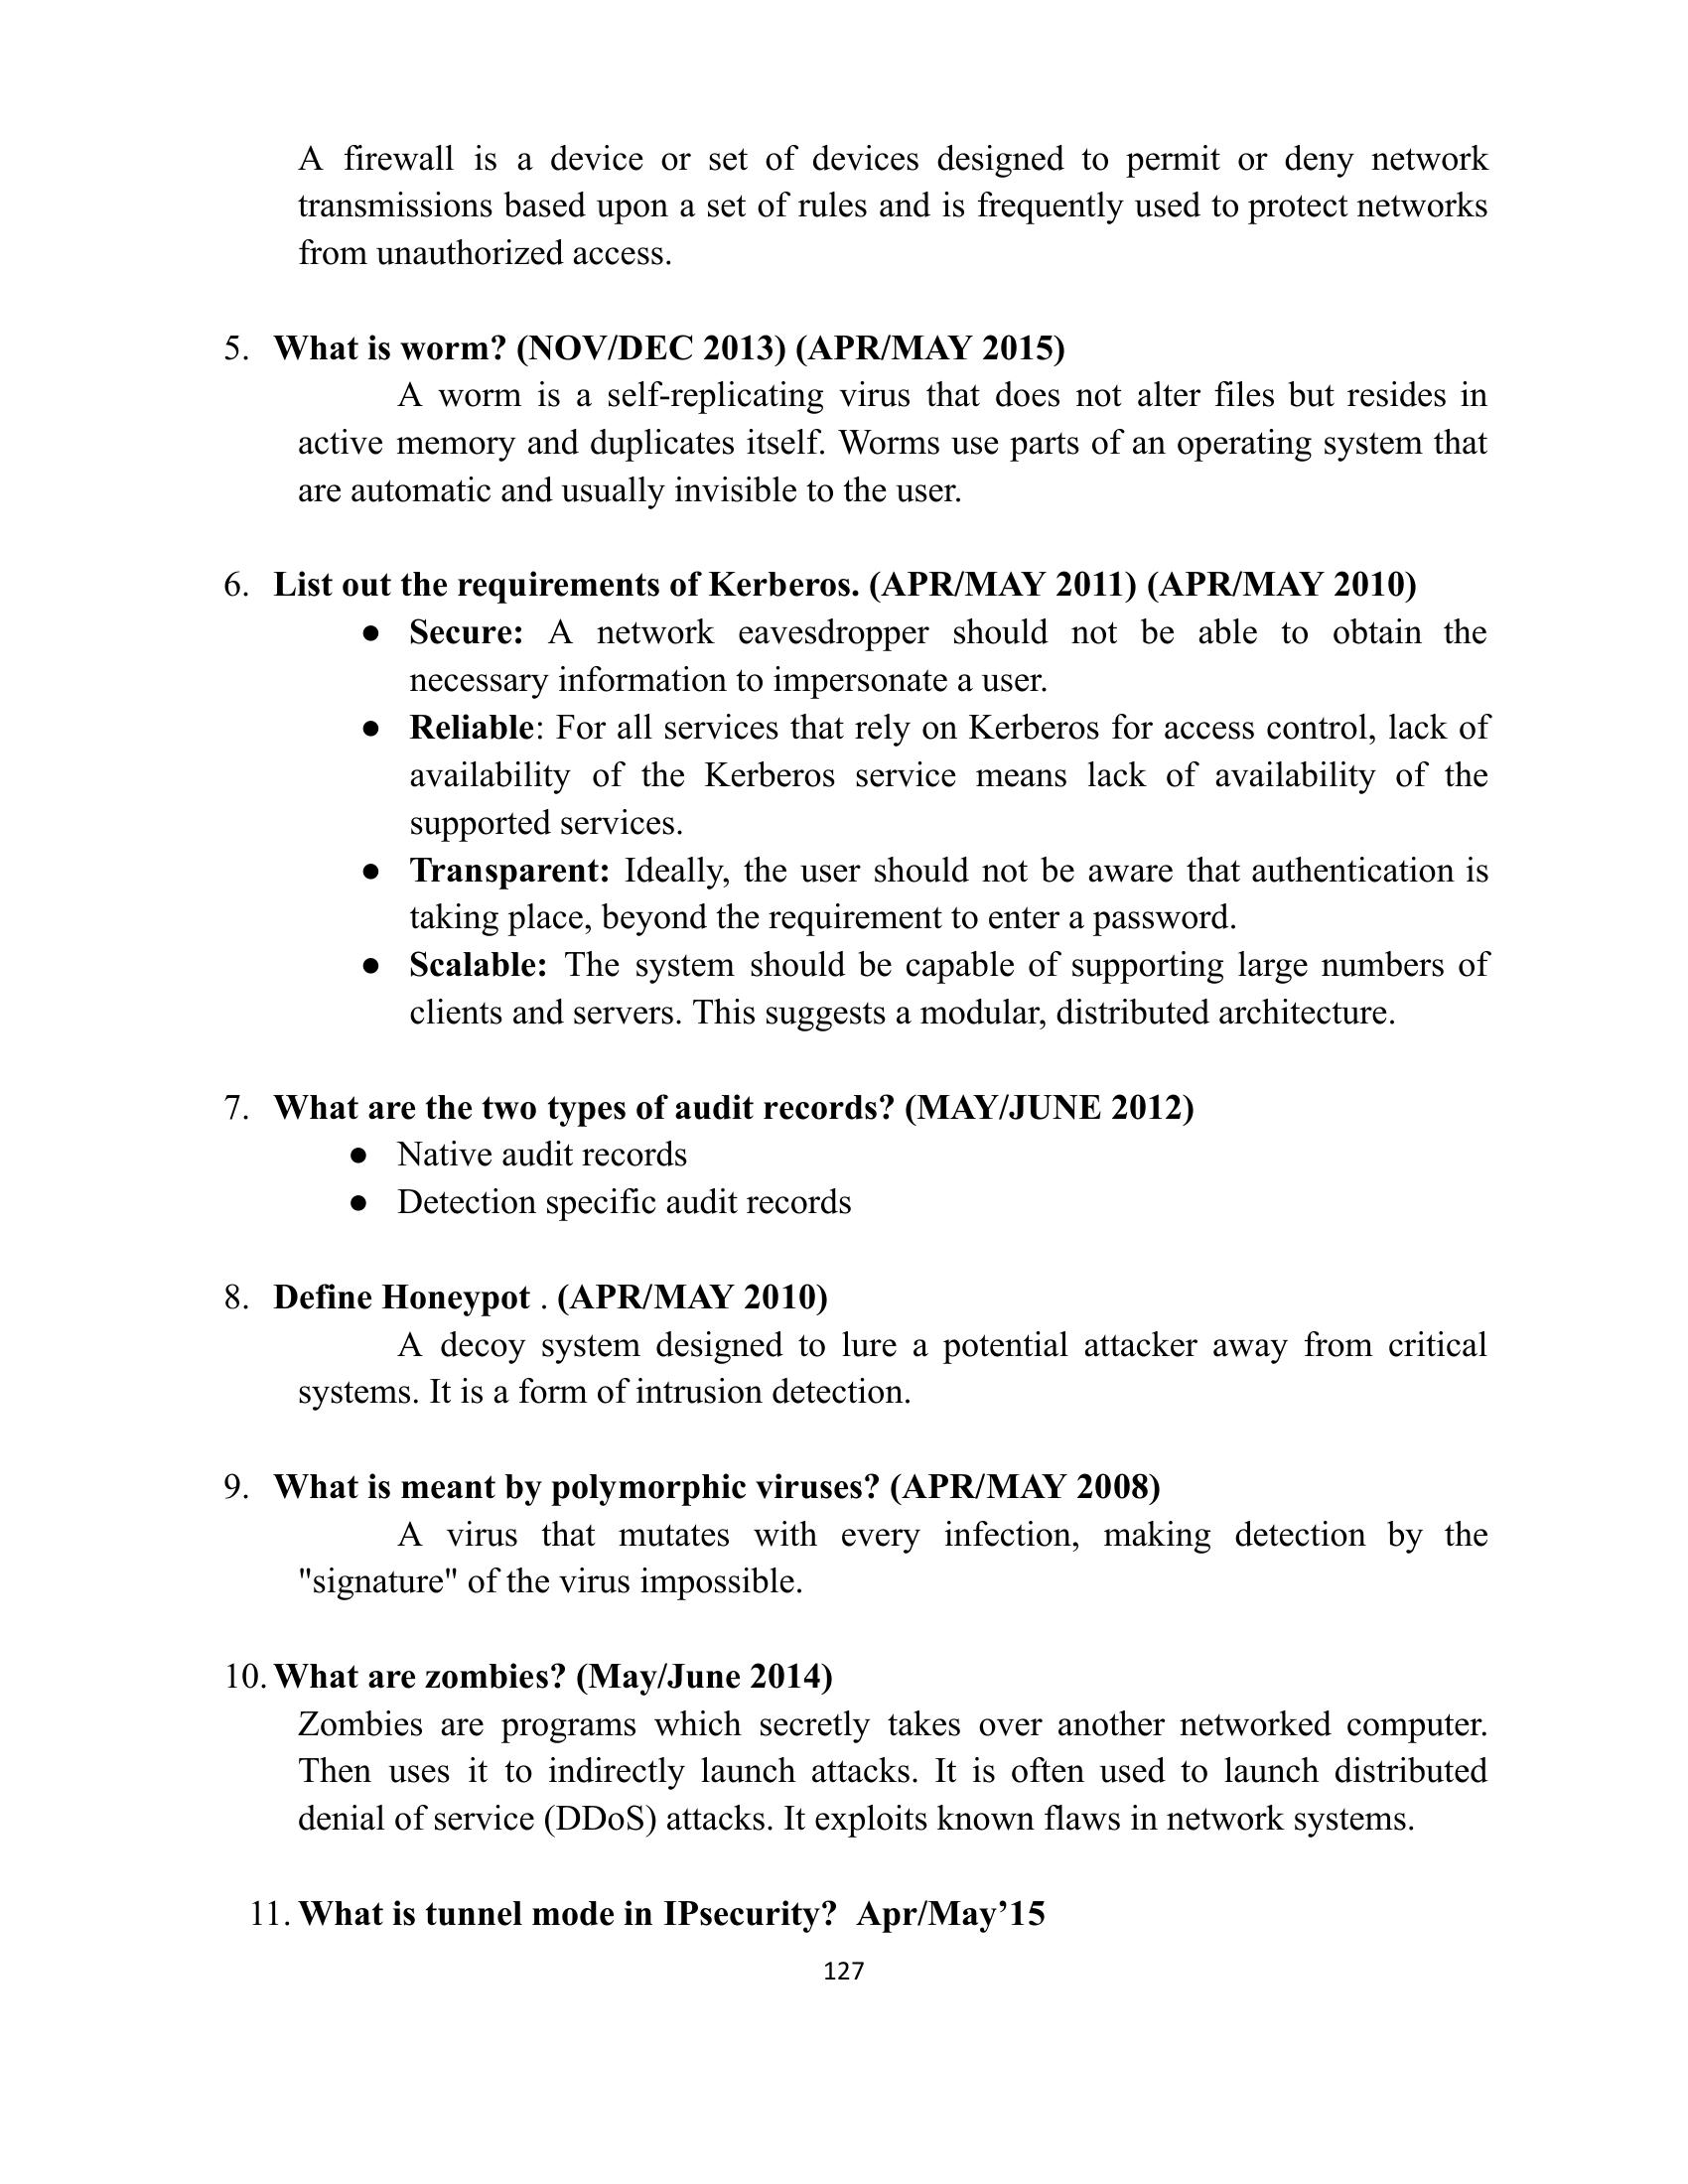 A firewall is a device or set of devices designed to permit or deny network
transmissions based upon a set of rules and is frequently used to protect networks
from unauthorized access.
5. What is worm? (NOV/DEC 2013) (APR/MAY 2015)
A worm is a self-replicating virus that does not alter files but resides in
active memory and duplicates itself. Worms use parts of an operating system that
are automatic and usually invisible to the user.
6. List out the requirements of Kerberos. (APR/MAY 2011) (APR/MAY 2010)
● Secure: A network eavesdropper should not be able to obtain the
necessary information to impersonate a user.
● Reliable: For all services that rely on Kerberos for access control, lack of
availability of the Kerberos service means lack of availability of the
supported services.
● Transparent: Ideally, the user should not be aware that authentication is
taking place, beyond the requirement to enter a password.
● Scalable: The system should be capable of supporting large numbers of
clients and servers. This suggests a modular, distributed architecture.
7. What are the two types of audit records? (MAY/JUNE 2012)
● Native audit records
● Detection specific audit records
8. Define Honeypot . (APR/MAY 2010)
A decoy system designed to lure a potential attacker away from critical
systems. It is a form of intrusion detection.
9. What is meant by polymorphic viruses? (APR/MAY 2008)
A virus that mutates with every infection, making detection by the
"signature" of the virus impossible.
10. What are zombies? (May/June 2014)
Zombies are programs which secretly takes over another networked computer.
Then uses it to indirectly launch attacks. It is often used to launch distributed
denial of service (DDoS) attacks. It exploits known flaws in network systems.
11. What is tunnel mode in IPsecurity? Apr/May’15
127